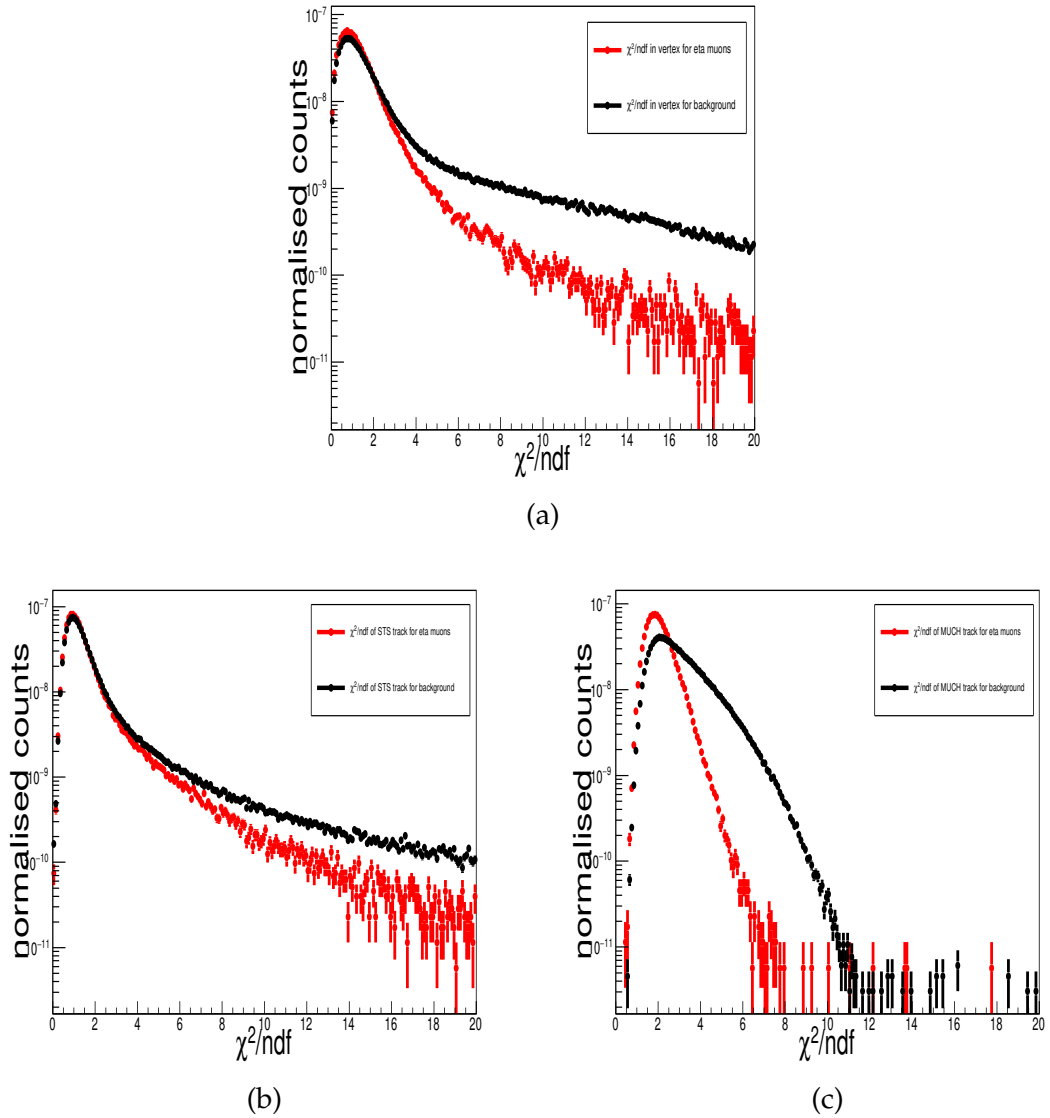 normalised counts
10⁻⁷
10⁻⁸
10⁻⁹
10⁻¹⁰
10⁻¹¹
χ²/ndf in vertex for eta muons
χ²/ndf in vertex for background
0 2 4 6 8 10 12 14 16 18 20
χ²/ndf
(a)
normalised counts
10⁻⁷
10⁻⁸
10⁻⁹
10⁻¹⁰
10⁻¹¹
χ²/ndf of STS track for eta muons
χ²/ndf of STS track for background
0 2 4 6 8 10 12 14 16 18 20
χ²/ndf
(b)
normalised counts
10⁻⁷
10⁻⁸
10⁻⁹
10⁻¹⁰
10⁻¹¹
χ²/ndf of MUCH track for eta muons
χ²/ndf of MUCH track for background
0 2 4 6 8 10 12 14 16 18 20
χ²/ndf
(c)